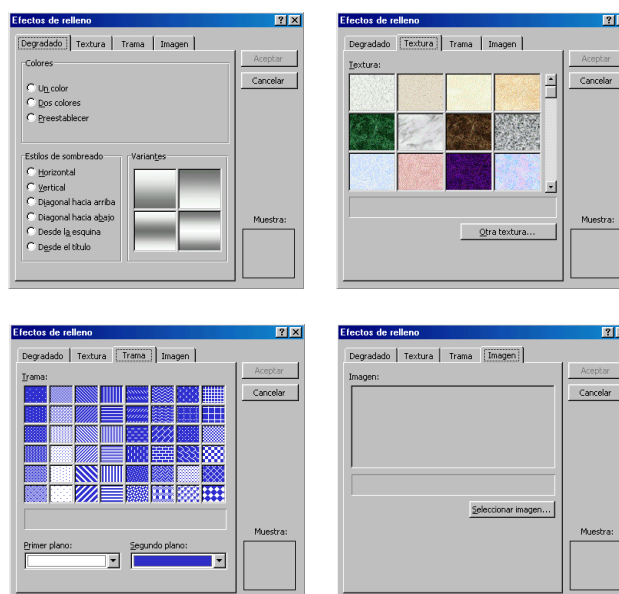 Efectos de relleno
Degradado Textura Trama Imagen
Colores
Un color
Dos colores
Preestablecer
Estilos de sombreado
Horizontal
Vertical
Diagonal hacia arriba
Diagonal hacia abajo
Desde la esquina
Desde el título
Variantes
Aceptar
Cancelar
Muestra:
Efectos de relleno
Degradado Textura Trama Imagen
Textura:
Otra textura...
Aceptar
Cancelar
Muestra:
Efectos de relleno
Degradado Textura Trama Imagen
Trama:
Primer plano: Segundo plano:
Aceptar
Cancelar
Muestra:
Efectos de relleno
Degradado Textura Trama Imagen
Imagen:
Seleccionar imagen...
Aceptar
Cancelar
Muestra: